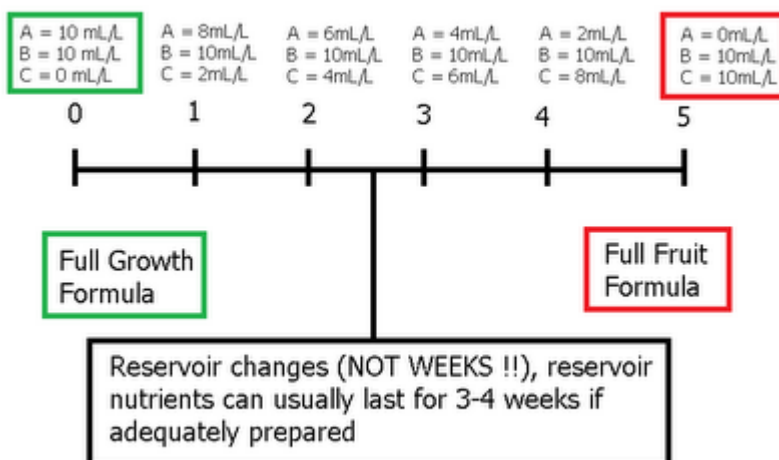 A = 10 mL/L
B = 10 mL/L
C = 0 mL/L
A = 8mL/L
B = 10mL/L
C = 2mL/L
A = 6mL/L
B = 10mL/L
C = 4mL/L
A = 4mL/L
B = 10mL/L
C = 6mL/L
A = 2mL/L
B = 10mL/L
C = 8mL/L
A = 0mL/L
B = 10mL/L
C = 10mL/L
0 1 2 3 4 5
Full Growth
Formula
Full Fruit
Formula
Reservoir changes (NOT WEEKS !!), reservoir
nutrients can usually last for 3-4 weeks if
adequately prepared